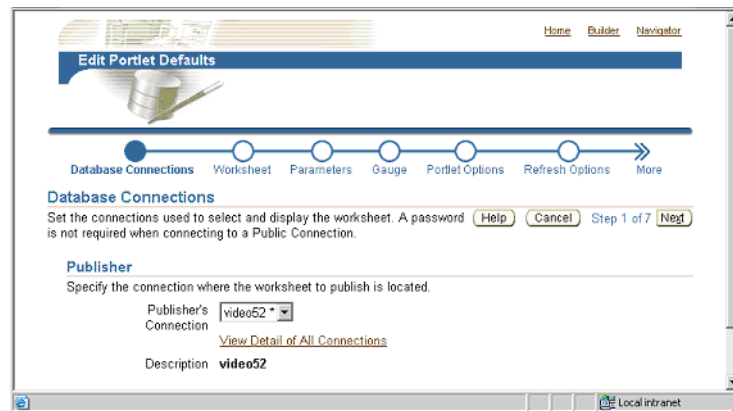 Home Builder Navigator
Edit Portlet Defaults
Database Connections Worksheet Parameters Gauge Portlet Options Refresh Options More
Database Connections
Set the connections used to select and display the worksheet. A password Help Cancel Step 1 of 7 Next
is not required when connecting to a Public Connection.
Publisher
Specify the connection where the worksheet to publish is located.
Publisher's video52 *
Connection
View Detail of All Connections
Description video52
Local intranet